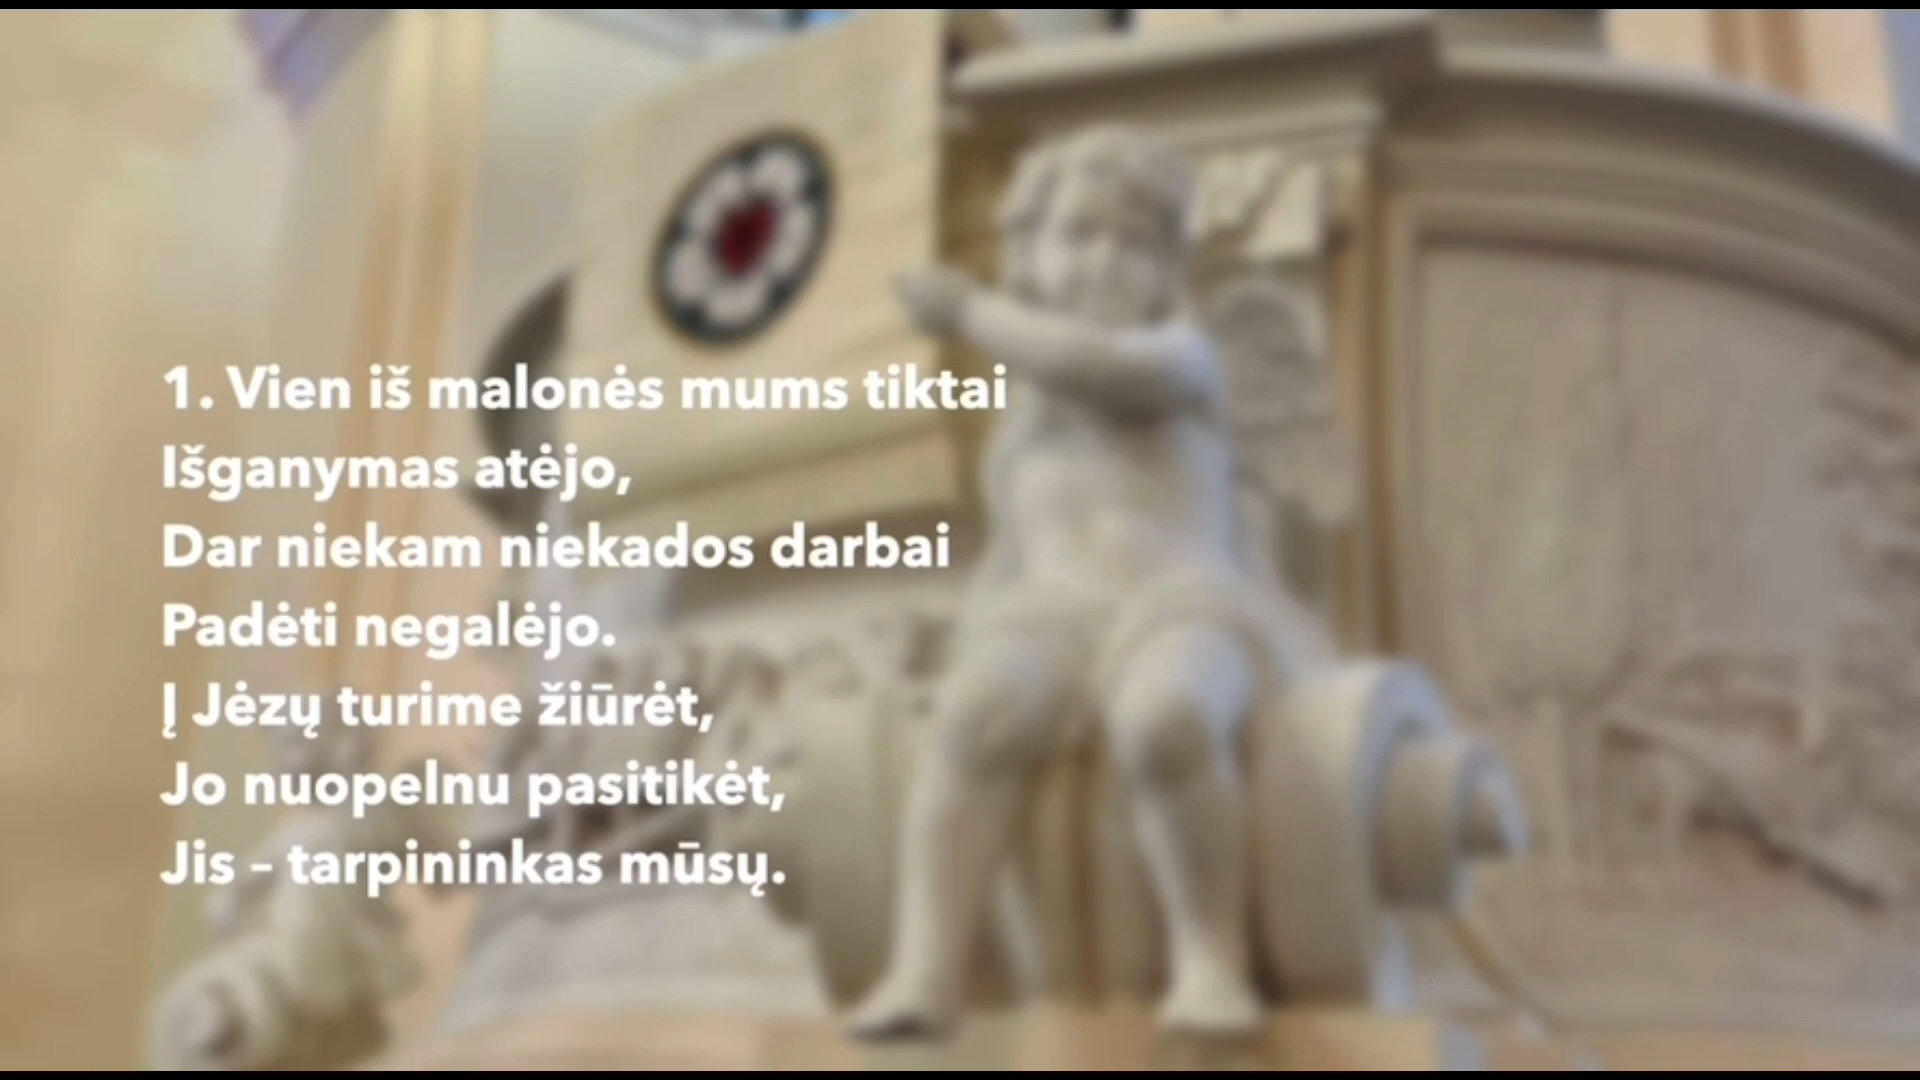 1. Vien iš malonės mums tiktai
Išganymas atėjo,
Dar niekam niekados darbai
Padėti negalėjo.
Į Jėzų turime žiūrėt,
Jo nuopelnu pasitikėt,
Jis – tarpininkas mūsų.